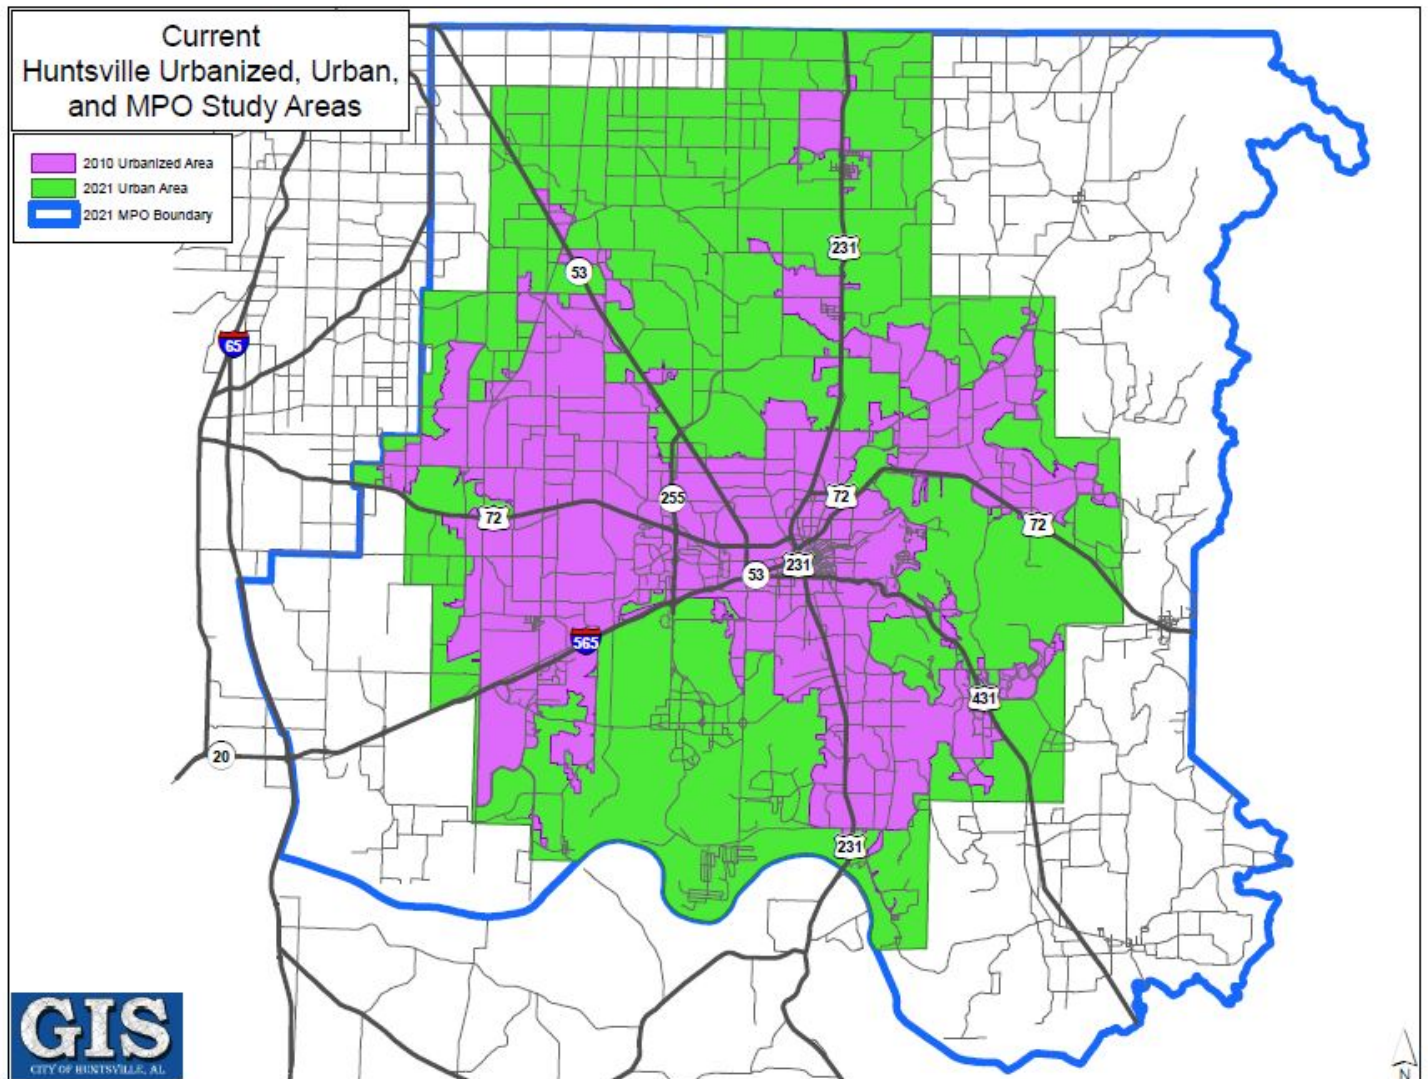 Current
Huntsville Urbanized, Urban,
and MPO Study Areas
2010 Urbanized Area
2021 Urban Area
2021 MPO Boundary
231
53
65
255
72
72
72
231
53
565
431
20
231
GIS
CITY OF HUNTSVILLE, AL
N